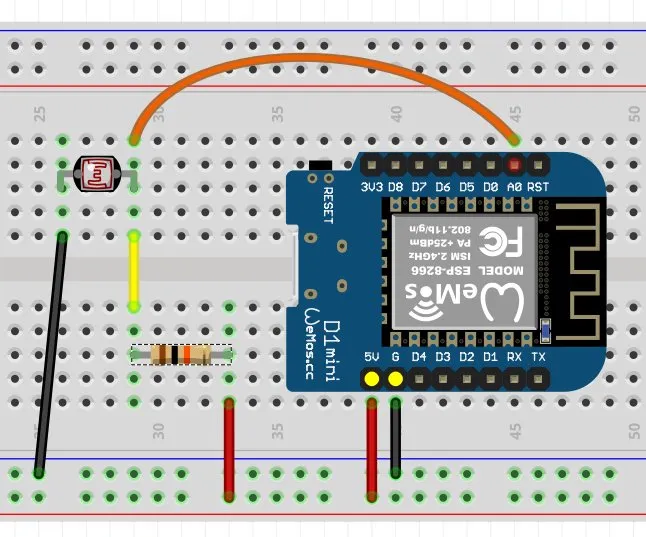 25 30 35 40 45 50
3V3 D8 D7 D6 D5 D0 A0 RST
RESET
MODEL ESP-8266
ISM 2.4GHz
PA +25dBm
802.11b/g/n
FC
WeMos
D1 mini
WeMos.cc
5V G D4 D3 D2 D1 RX TX
25 30 35 45 50